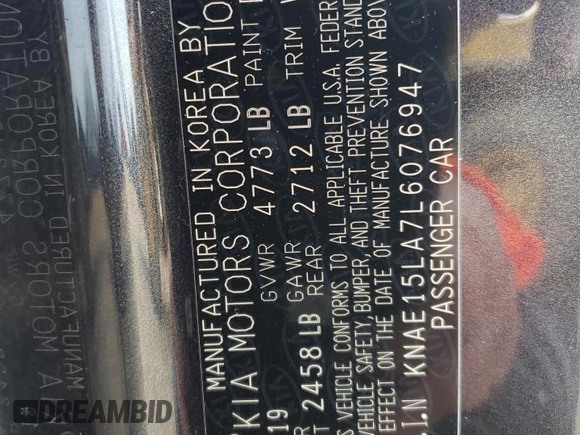 MANUFACTURED IN KOREA BY
KIA MOTORS CORPORATION
19 GVWR 4773 LB PAINT
GAWR GAWR
2458 LB REAR 2712 LB TRIM
VEHICLE CONFORMS TO ALL APPLICABLE U.S.A. FEDER
VEHICLE SAFETY, BUMPER, AND THEFT PREVENTION STAND
EFFECT ON THE DATE OF MANUFACTURE SHOWN ABOV
V.I.N KNAE15LA7L6076947
PASSENGER CAR
DREAMBID